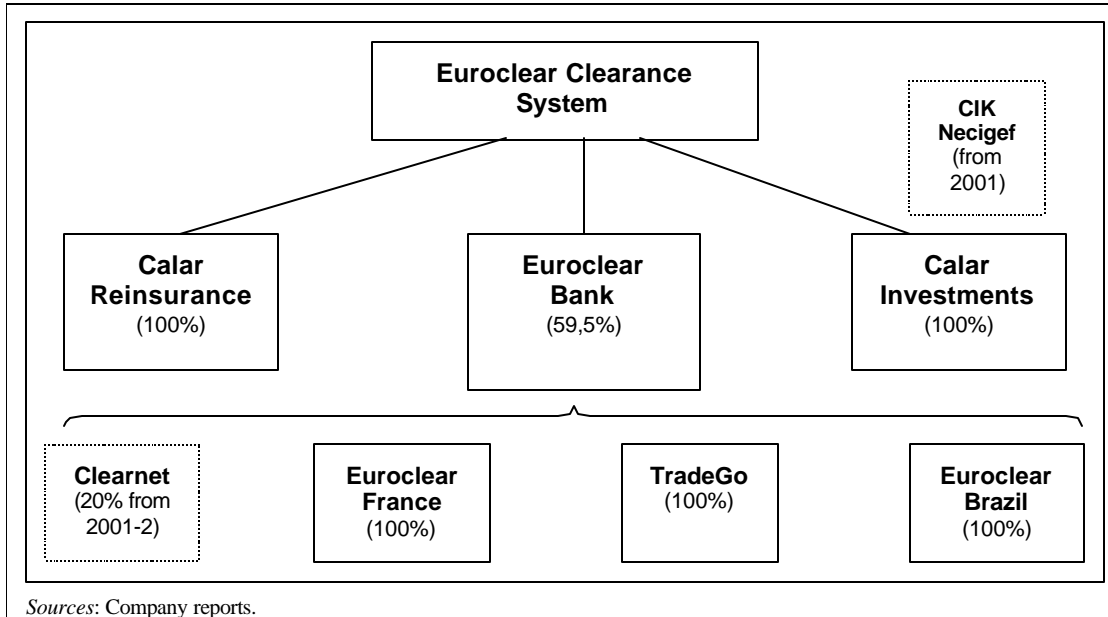 Euroclear Clearance
System
CIK
Necigef
(from
2001)
Calar
Reinsurance
(100%)
Euroclear
Bank
(59,5%)
Calar
Investments
(100%)
Clearnet
(20% from
2001-2)
Euroclear
France
(100%)
TradeGo
(100%)
Euroclear
Brazil
(100%)
Sources: Company reports.